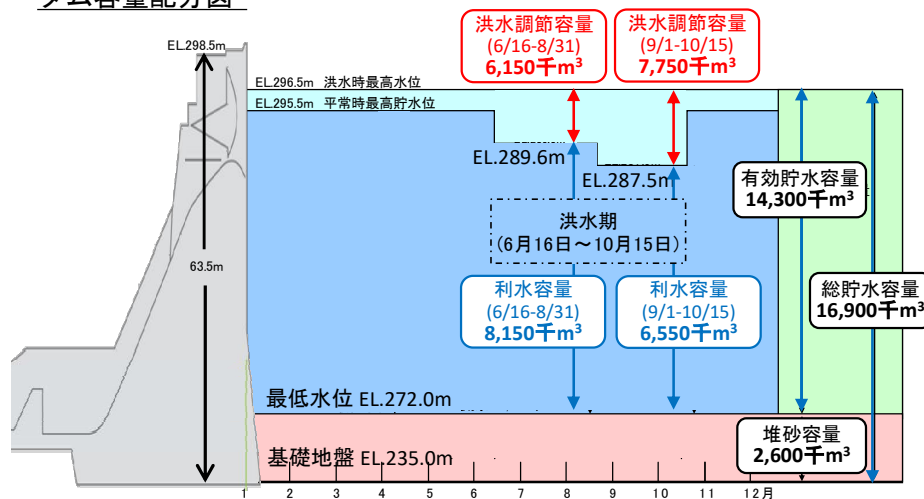 ダム容量配分図
EL.298.5m
洪水調節容量
(6/16-8/31)
6,150千m³
洪水調節容量
(9/1-10/15)
7,750千m³
EL.296.5m 洪水時最高水位
EL.295.5m 平常時最高貯水位
EL.289.6m
EL.287.5m
有効貯水容量
14,300千m³
洪水期
(6月16日～10月15日)
63.5m
利水容量
(6/16-8/31)
8,150千m³
利水容量
(9/1-10/15)
6,550千m³
総貯水容量
16,900千m³
最低水位 EL.272.0m
堆砂容量
2,600千m³
基礎地盤 EL.235.0m
1 2 3 4 5 6 7 8 9 10 11 12月